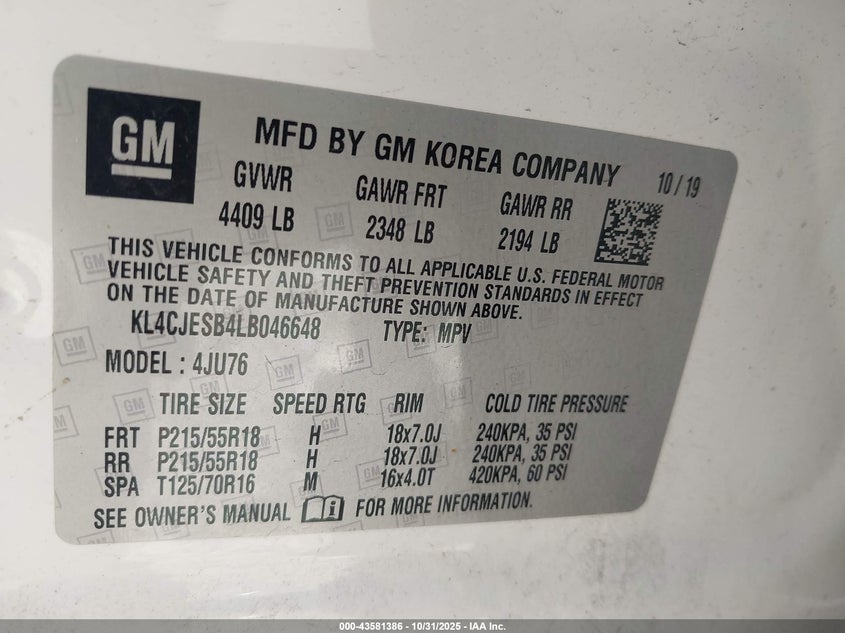 GM
MFD BY GM KOREA COMPANY 10 / 19
GVWR GAWR FRT GAWR RR
4409 LB 2348 LB 2194 LB
THIS VEHICLE CONFORMS TO ALL APPLICABLE U.S. FEDERAL MOTOR
VEHICLE SAFETY AND THEFT PREVENTION STANDARDS IN EFFECT
ON THE DATE OF MANUFACTURE SHOWN ABOVE.
KL4CJESB4LB046648 TYPE: MPV
MODEL : 4JU76
TIRE SIZE SPEED RTG RIM COLD TIRE PRESSURE
FRT P215/55R18 H 18x7.0J 240KPA, 35 PSI
RR P215/55R18 H 18x7.0J 240KPA, 35 PSI
SPA T125/70R16 M 16x4.0T 420KPA, 60 PSI
SEE OWNER'S MANUAL i FOR MORE INFORMATION.
000-43581386 - 10/31/2025 - IAA Inc.